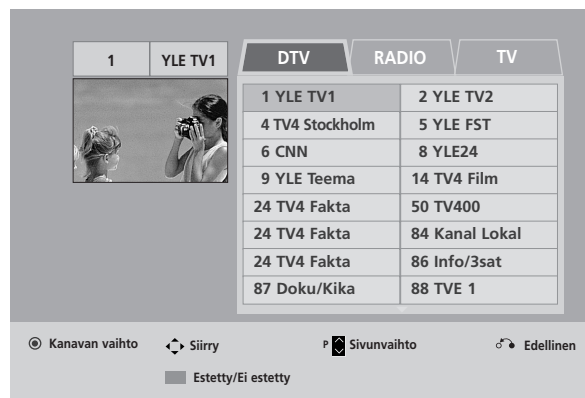 1 YLE TV1
DTV RADIO TV
1 YLE TV1 2 YLE TV2
4 TV4 Stockholm 5 YLE FST
6 CNN 8 YLE24
9 YLE Teema 14 TV4 Film
24 TV4 Fakta 50 TV400
24 TV4 Fakta 84 Kanal Lokal
24 TV4 Fakta 86 Info/3sat
87 Doku/Kika 88 TVE 1
Kanavan vaihto Siirry P Sivunvaihto Edellinen
Estetty/Ei estetty